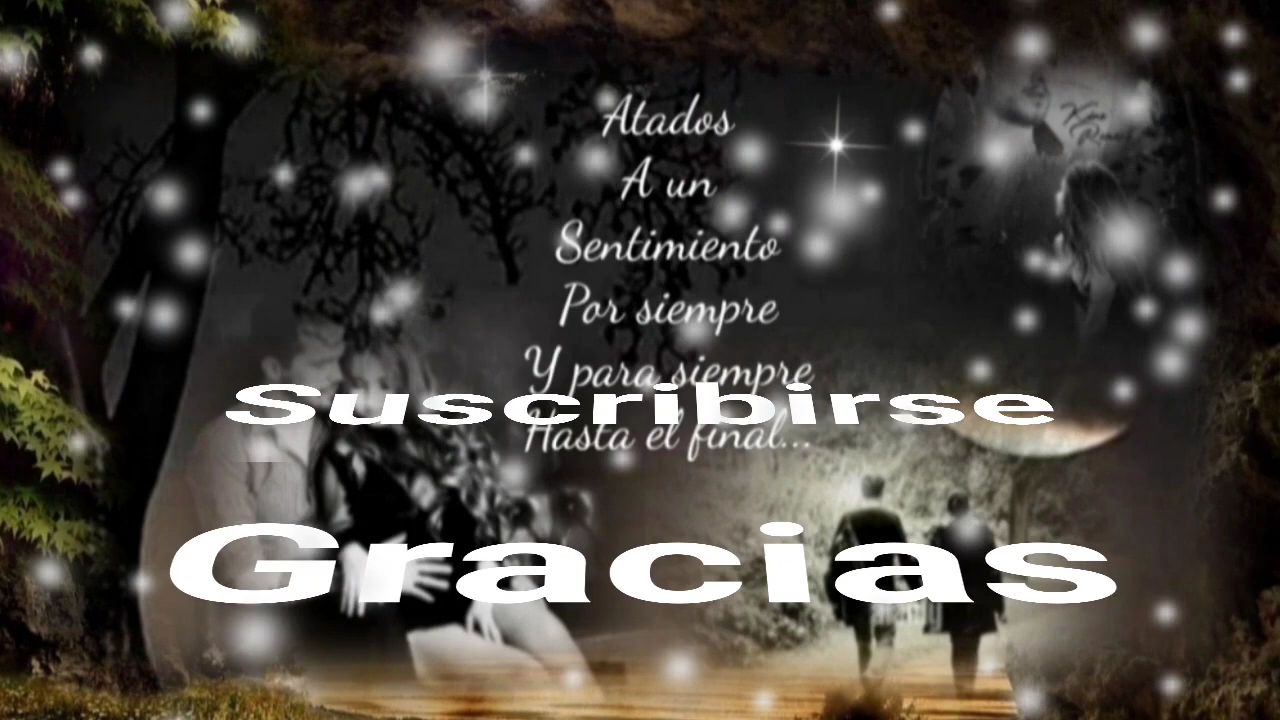 Atados
A un
Sentimiento
Por siempre
Y para siempre
Suscribirse
Hasta el final...
Gracias